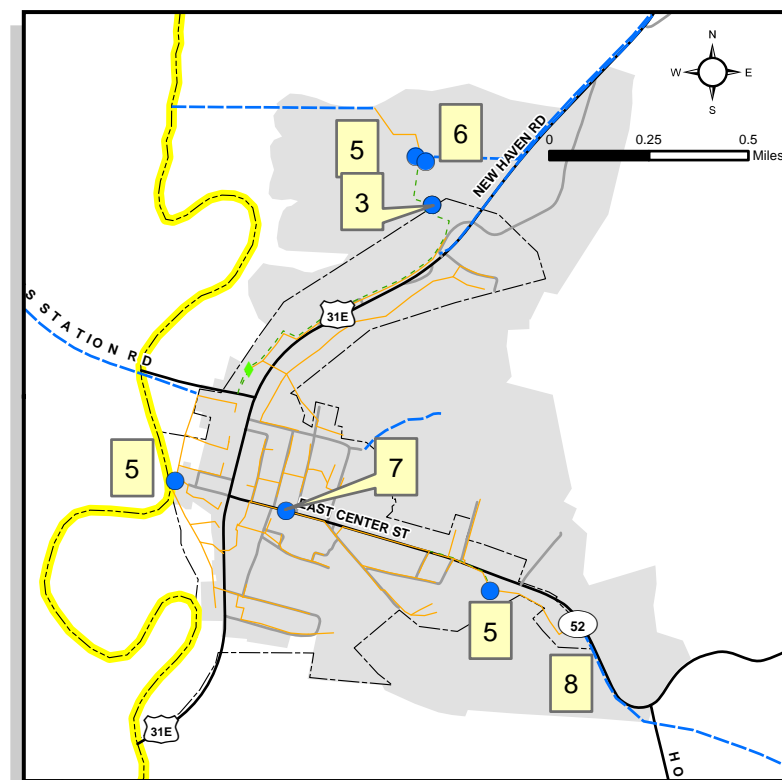 N
W E
S
5
6
0 0.25 0.5
Miles
NEW HAVEN RD
3
31E
S STATION RD
5
7
EAST CENTER ST
5
52
8
31E
HO